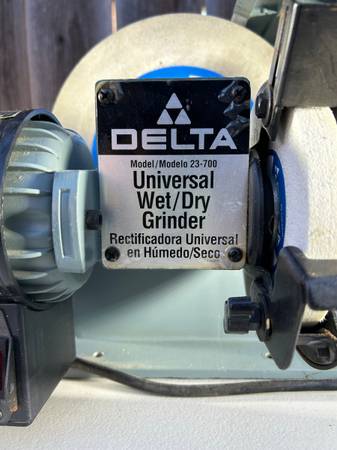 DELTA
Model/Modelo 23-700
Universal
Wet/Dry
Grinder
Rectificadora Universal
en Húmedo/Seco